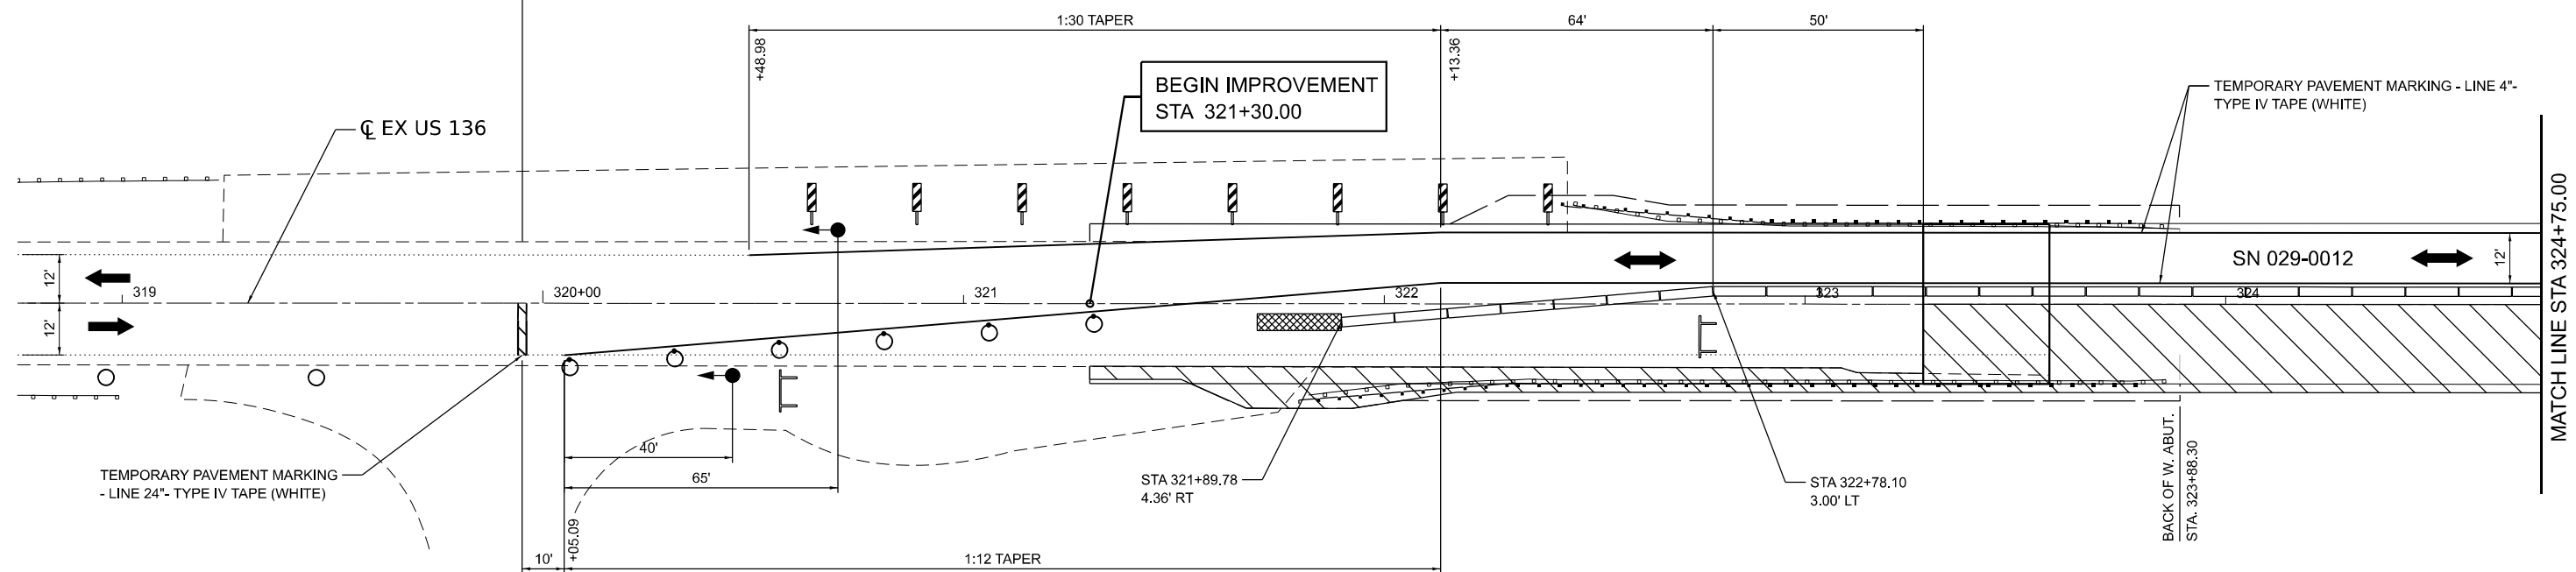 1:30 TAPER
64'
50'
+48.98
+13.36
BEGIN IMPROVEMENT
STA 321+30.00
TEMPORARY PAVEMENT MARKING - LINE 4"-
TYPE IV TAPE (WHITE)
℄ EX US 136
MATCH LINE STA 324+75.00
12'
12'
319
320+00
321
322
323
324
SN 029-0012
12'
40'
65'
TEMPORARY PAVEMENT MARKING
- LINE 24"- TYPE IV TAPE (WHITE)
STA 321+89.78
4.36' RT
STA 322+78.10
3.00' LT
BACK OF W. ABUT.
STA. 323+88.30
+05.09
10'
1:12 TAPER